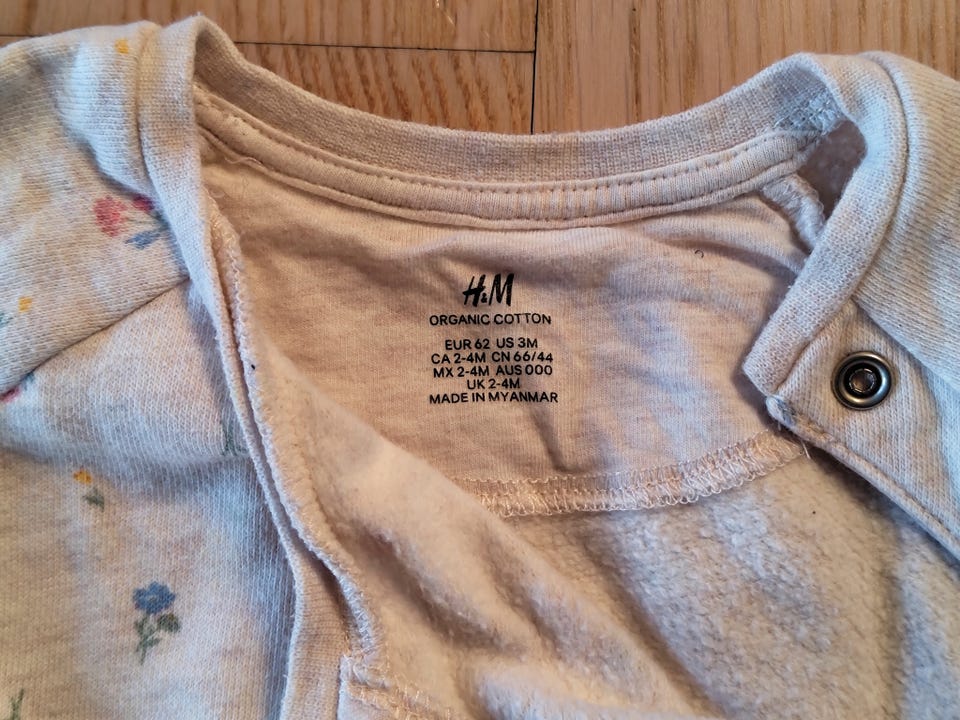 H&M
ORGANIC COTTON
EUR 62 US 3M
CA 2-4M CN 66/44
MX 2-4M AUS 000
UK 2-4M
MADE IN MYANMAR